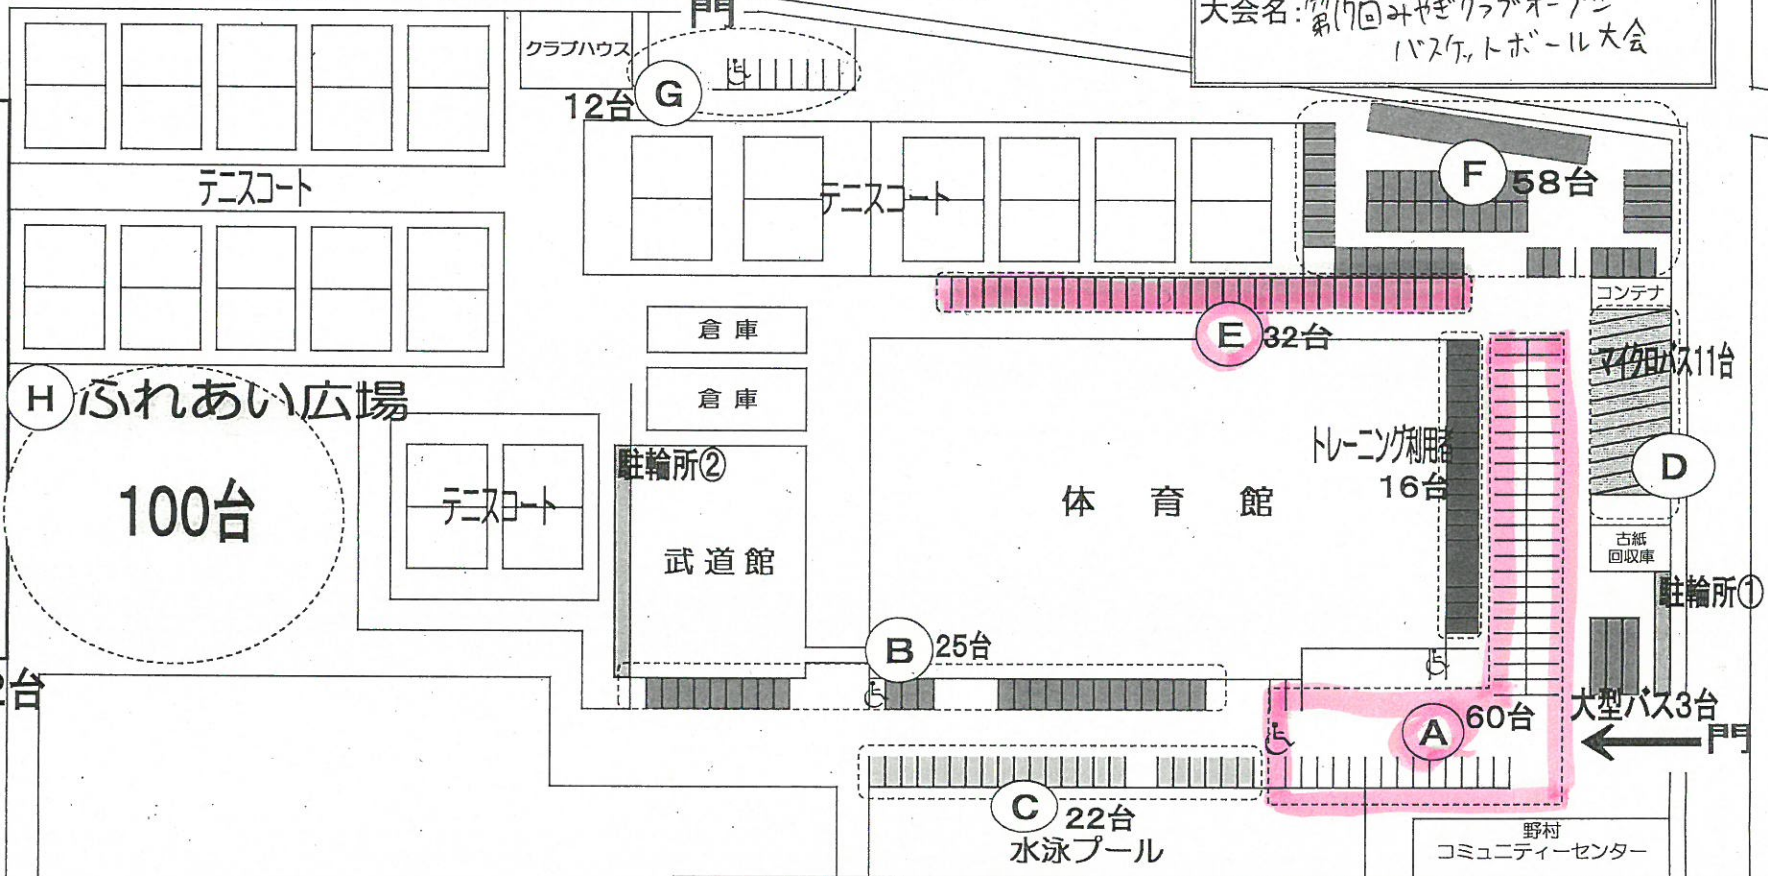 門
大会名:第17回みやぎクラブオープン
バスケットボール大会
クラブハウス
12台
G
テニスコート
テニスコート
F
58台
倉庫
E
32台
コンテナ
マイクロバス11台
H
ふれあい広場
倉庫
100台
テニスコート
駐輪所②
体育館
トレーニング利用者
16台
D
武道館
古紙
回収庫
駐輪所①
B
25台
台
A
60台
大型バス3台
門
C
22台
水泳プール
野村
コミュニティーセンター